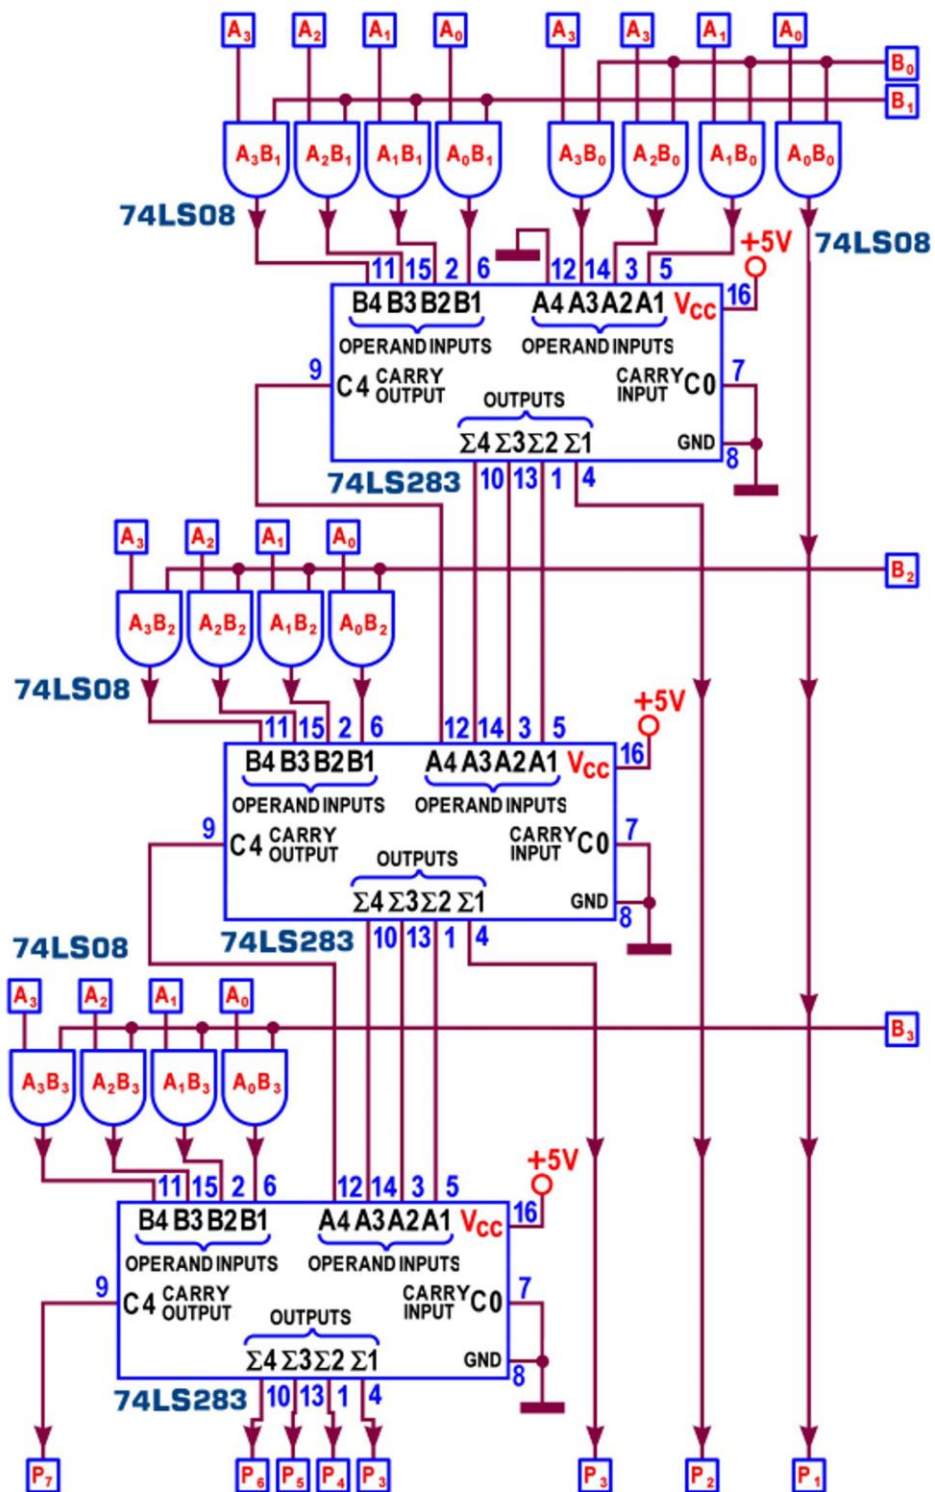 A3 A2 A1 A0 A3 A3 A1 A0
B0
B1
A3B1 A2B1 A1B1 A0B1 A3B0 A2B0 A1B0 A0B0
74LS08 74LS08
+5V
11 15 2 6 12 14 3 5
16
B4 B3 B2 B1 A4 A3 A2 A1 VCC
OPERAND INPUTS OPERAND INPUTS
9 7
C4 CARRY OUTPUT CARRY INPUT C0
OUTPUTS
Σ4 Σ3 Σ2 Σ1 GND
8
74LS283 10 13 1 4
A3 A2 A1 A0
B2
A3B2 A2B2 A1B2 A0B2
74LS08
+5V
11 15 2 6 12 14 3 5
16
B4 B3 B2 B1 A4 A3 A2 A1 VCC
OPERAND INPUTS OPERAND INPUTS
9 7
C4 CARRY OUTPUT CARRY INPUT C0
OUTPUTS
Σ4 Σ3 Σ2 Σ1 GND
8
74LS283 10 13 1 4
74LS08
A3 A2 A1 A0
B3
A3B3 A2B3 A1B3 A0B3
+5V
11 15 2 6 12 14 3 5
16
B4 B3 B2 B1 A4 A3 A2 A1 VCC
OPERAND INPUTS OPERAND INPUTS
9 7
C4 CARRY OUTPUT CARRY INPUT C0
OUTPUTS
Σ4 Σ3 Σ2 Σ1 GND
8
74LS283 10 13 1 4
P7 P6 P5 P4 P3 P3 P2 P1